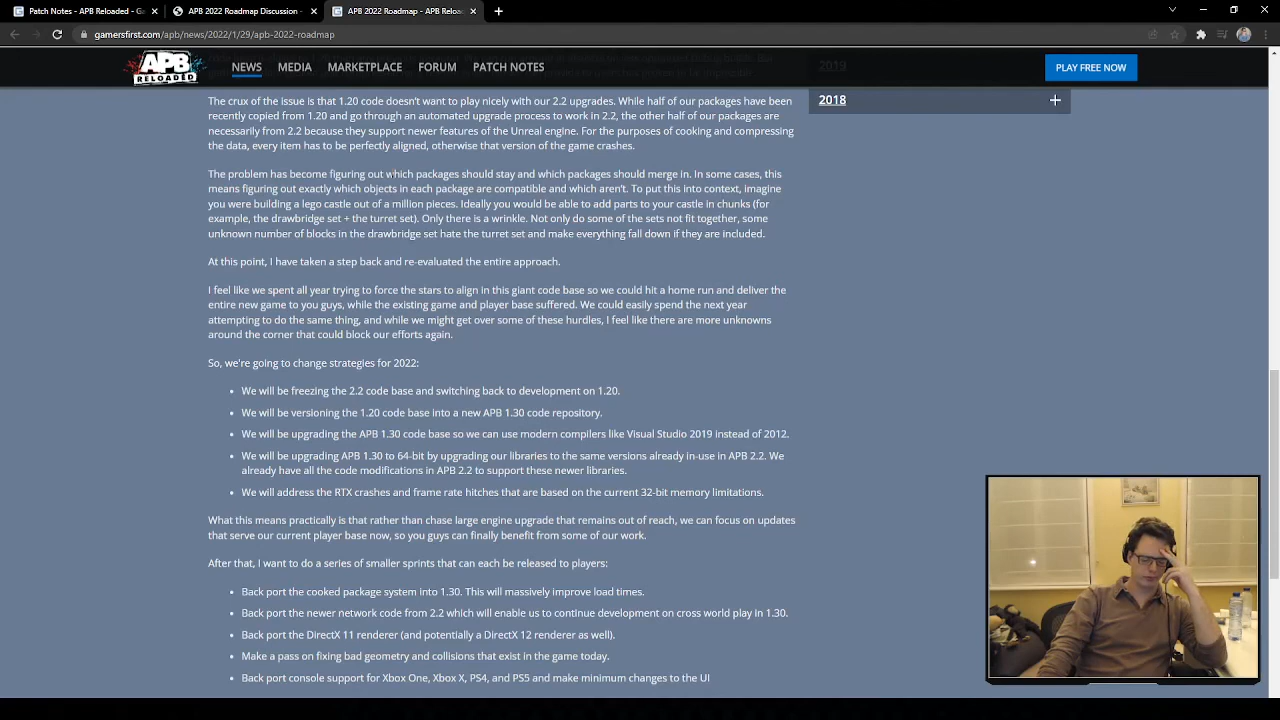 Patch Notes - APB Reloaded - Ga
APB 2022 Roadmap Discussion -
APB 2022 Roadmap - APB Reloa
gamersfirst.com/apb/news/2022/1/29/apb-2022-roadmap
APB
RELOADED
NEWS
MEDIA
MARKETPLACE
FORUM
PATCH NOTES
PLAY FREE NOW
2019
2018
The crux of the issue is that 1.20 code doesn't want to play nicely with our 2.2 upgrades. While half of our packages have been
recently copied from 1.20 and go through an automated upgrade process to work in 2.2, the other half of our packages are
necessarily from 2.2 because they support newer features of the Unreal engine. For the purposes of cooking and compressing
the data, every item has to be perfectly aligned, otherwise that version of the game crashes.
The problem has become figuring out which packages should stay and which packages should merge in. In some cases, this
means figuring out exactly which objects in each package are compatible and which aren't. To put this into context, imagine
you were building a lego castle out of a million pieces. Ideally you would be able to add parts to your castle in chunks (for
example, the drawbridge set + the turret set). Only there is a wrinkle. Not only do some of the sets not fit together, some
unknown number of blocks in the drawbridge set hate the turret set and make everything fall down if they are included.
At this point, I have taken a step back and re-evaluated the entire approach.
I feel like we spent all year trying to force the stars to align in this giant code base so we could hit a home run and deliver the
entire new game to you guys, while the existing game and player base suffered. We could easily spend the next year
attempting to do the same thing, and while we might get over some of these hurdles, I feel like there are more unknowns
around the corner that could block our efforts again.
So, we're going to change strategies for 2022:
• We will be freezing the 2.2 code base and switching back to development on 1.20.
• We will be versioning the 1.20 code base into a new APB 1.30 code repository.
• We will be upgrading the APB 1.30 code base so we can use modern compilers like Visual Studio 2019 instead of 2012.
• We will be upgrading APB 1.30 to 64-bit by upgrading our libraries to the same versions already in-use in APB 2.2. We
already have all the code modifications in APB 2.2 to support these newer libraries.
• We will address the RTX crashes and frame rate hitches that are based on the current 32-bit memory limitations.
What this means practically is that rather than chase large engine upgrade that remains out of reach, we can focus on updates
that serve our current player base now, so you guys can finally benefit from some of our work.
After that, I want to do a series of smaller sprints that can each be released to players:
• Back port the cooked package system into 1.30. This will massively improve load times.
• Back port the newer network code from 2.2 which will enable us to continue development on cross world play in 1.30.
• Back port the DirectX 11 renderer (and potentially a DirectX 12 renderer as well).
• Make a pass on fixing bad geometry and collisions that exist in the game today.
• Back port console support for Xbox One, Xbox X, PS4, and PS5 and make minimum changes to the UI